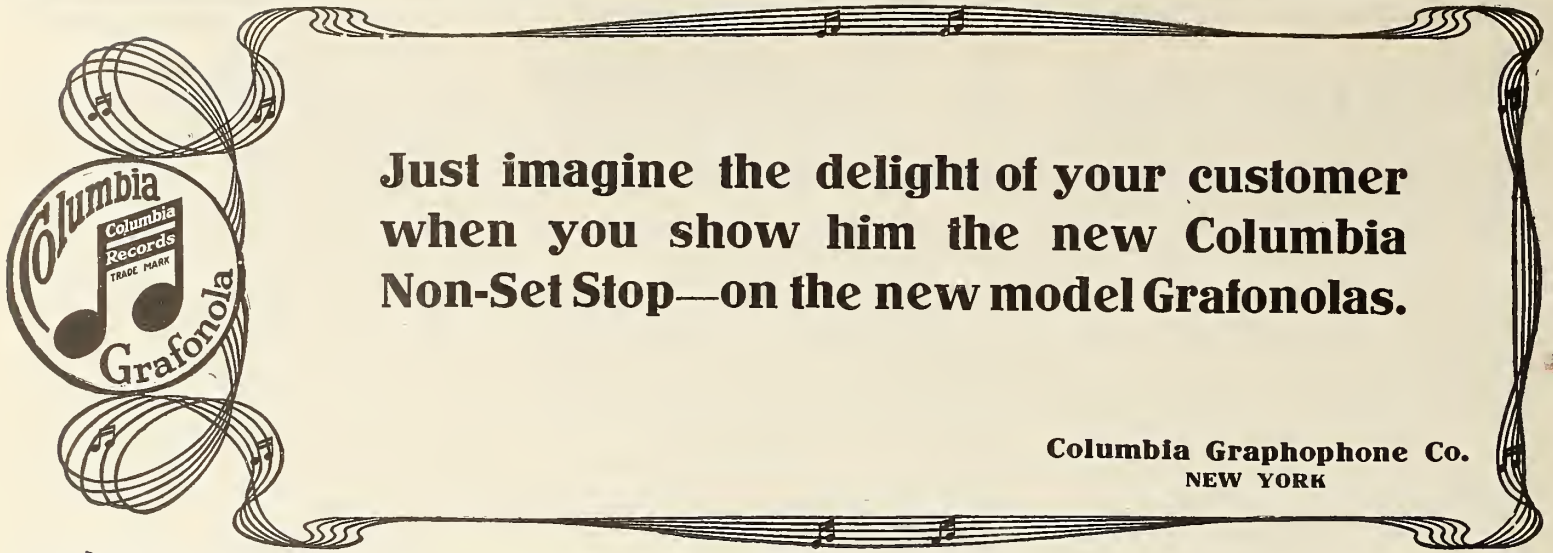 Columbia
Columbia
Records
TRADE MARK
Grafonola
Just imagine the delight of your customer
when you show him the new Columbia
Non-Set Stop—on the new model Grafonolas.
Columbia Graphophone Co.
NEW YORK